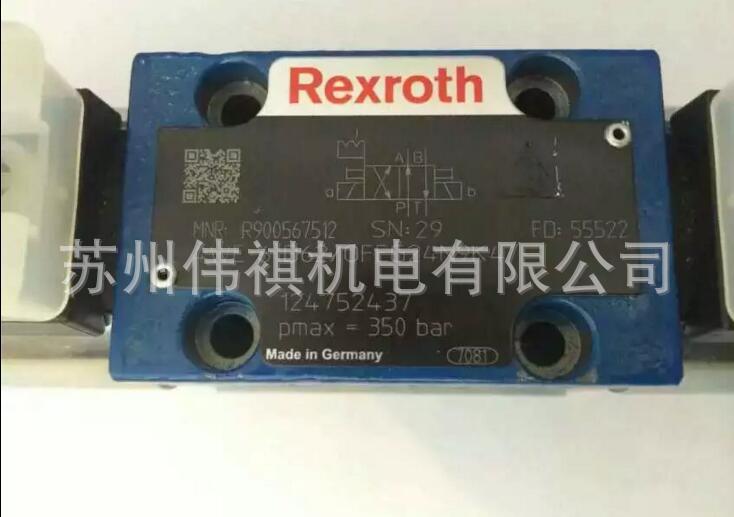 Rexroth
A B
a b
P T
MNR: R900567512 SN: 29 FD: 55522
苏州伟祺机电有限公司
124752437
pmax = 350 bar
Made in Germany 7081